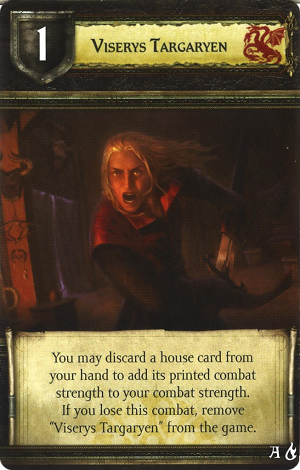 1
VISERYS TARGARYEN
You may discard a house card from
your hand to add its printed combat
strength to your combat strength.
If you lose this combat, remove
"Viserys Targaryen" from the game.
A